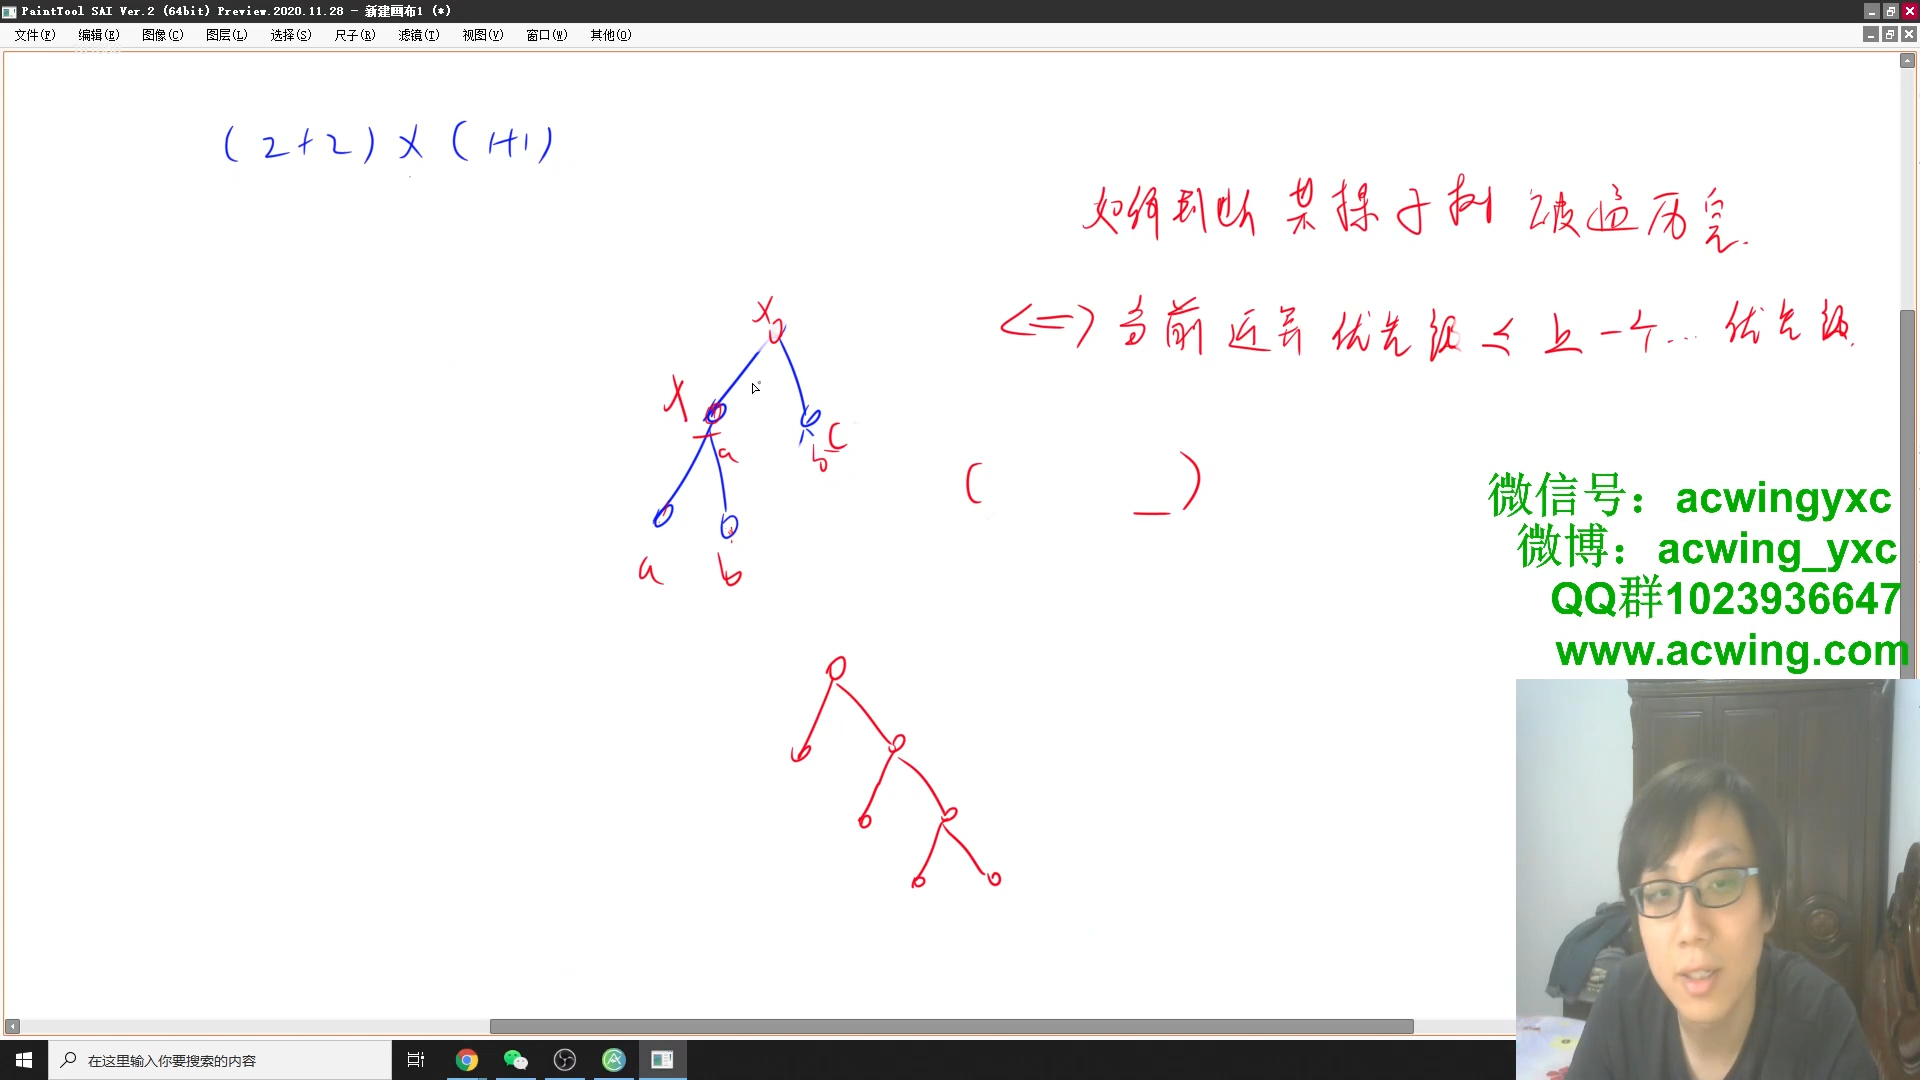 PaintTool SAI Ver.2 (64bit) Preview.2020.11.28 - 新建画布1 (*)
文件(F) 编辑(E) 图像(C) 图层(L) 选择(S) 尺子(R) 滤镜(T) 视图(V) 窗口(W) 其他(O)
(2+2) × (1+1)
如何判断 某棵子树 被遍历完.
<=> 当前运算 优先级 ≤ 上一个... 优先级.
×
×
a
b c
( _ )
a b
微信号：acwingyxc
微博：acwing_yxc
QQ群1023936647
www.acwing.com
在这里输入你要搜索的内容